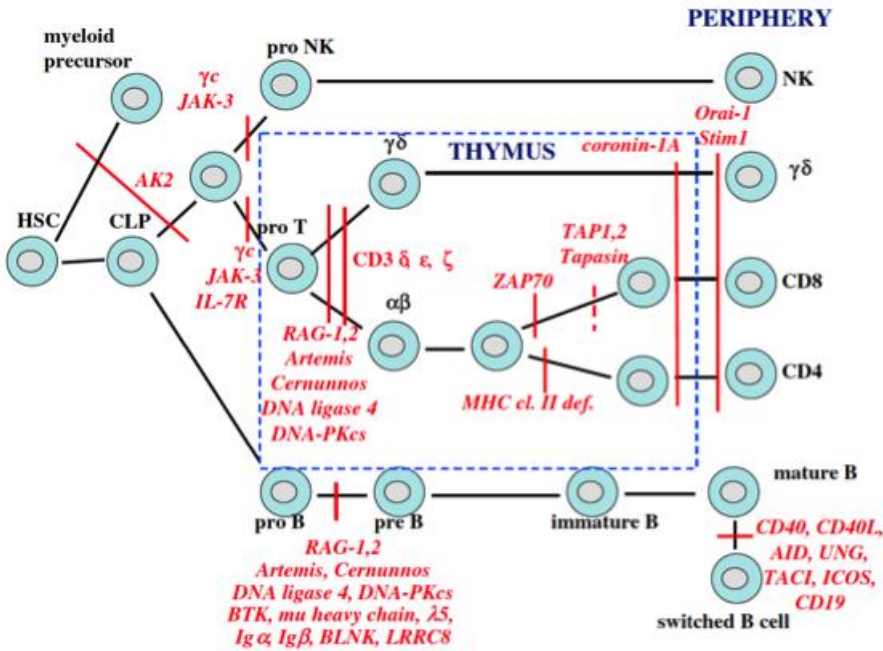 PERIPHERY
myeloid
precursor
pro NK
γc
JAK-3
NK
Orai-1
Stim1
γδ
THYMUS
coronin-1A
γδ
AK2
HSC
CLP
pro T
γc
JAK-3
IL-7R
CD3 δ, ε, ζ
TAP1,2
Tapasin
ZAP70
CD8
αβ
RAG-1,2
Artemis
Cernunnos
DNA ligase 4
DNA-PKcs
MHC cl. II def.
CD4
pro B
pre B
immature B
mature B
RAG-1,2
Artemis, Cernunnos
DNA ligase 4, DNA-PKcs
BTK, mu heavy chain, λ5,
Igα, Igβ, BLNK, LRRC8
CD40, CD40L,
AID, UNG,
TACI, ICOS,
CD19
switched B cell